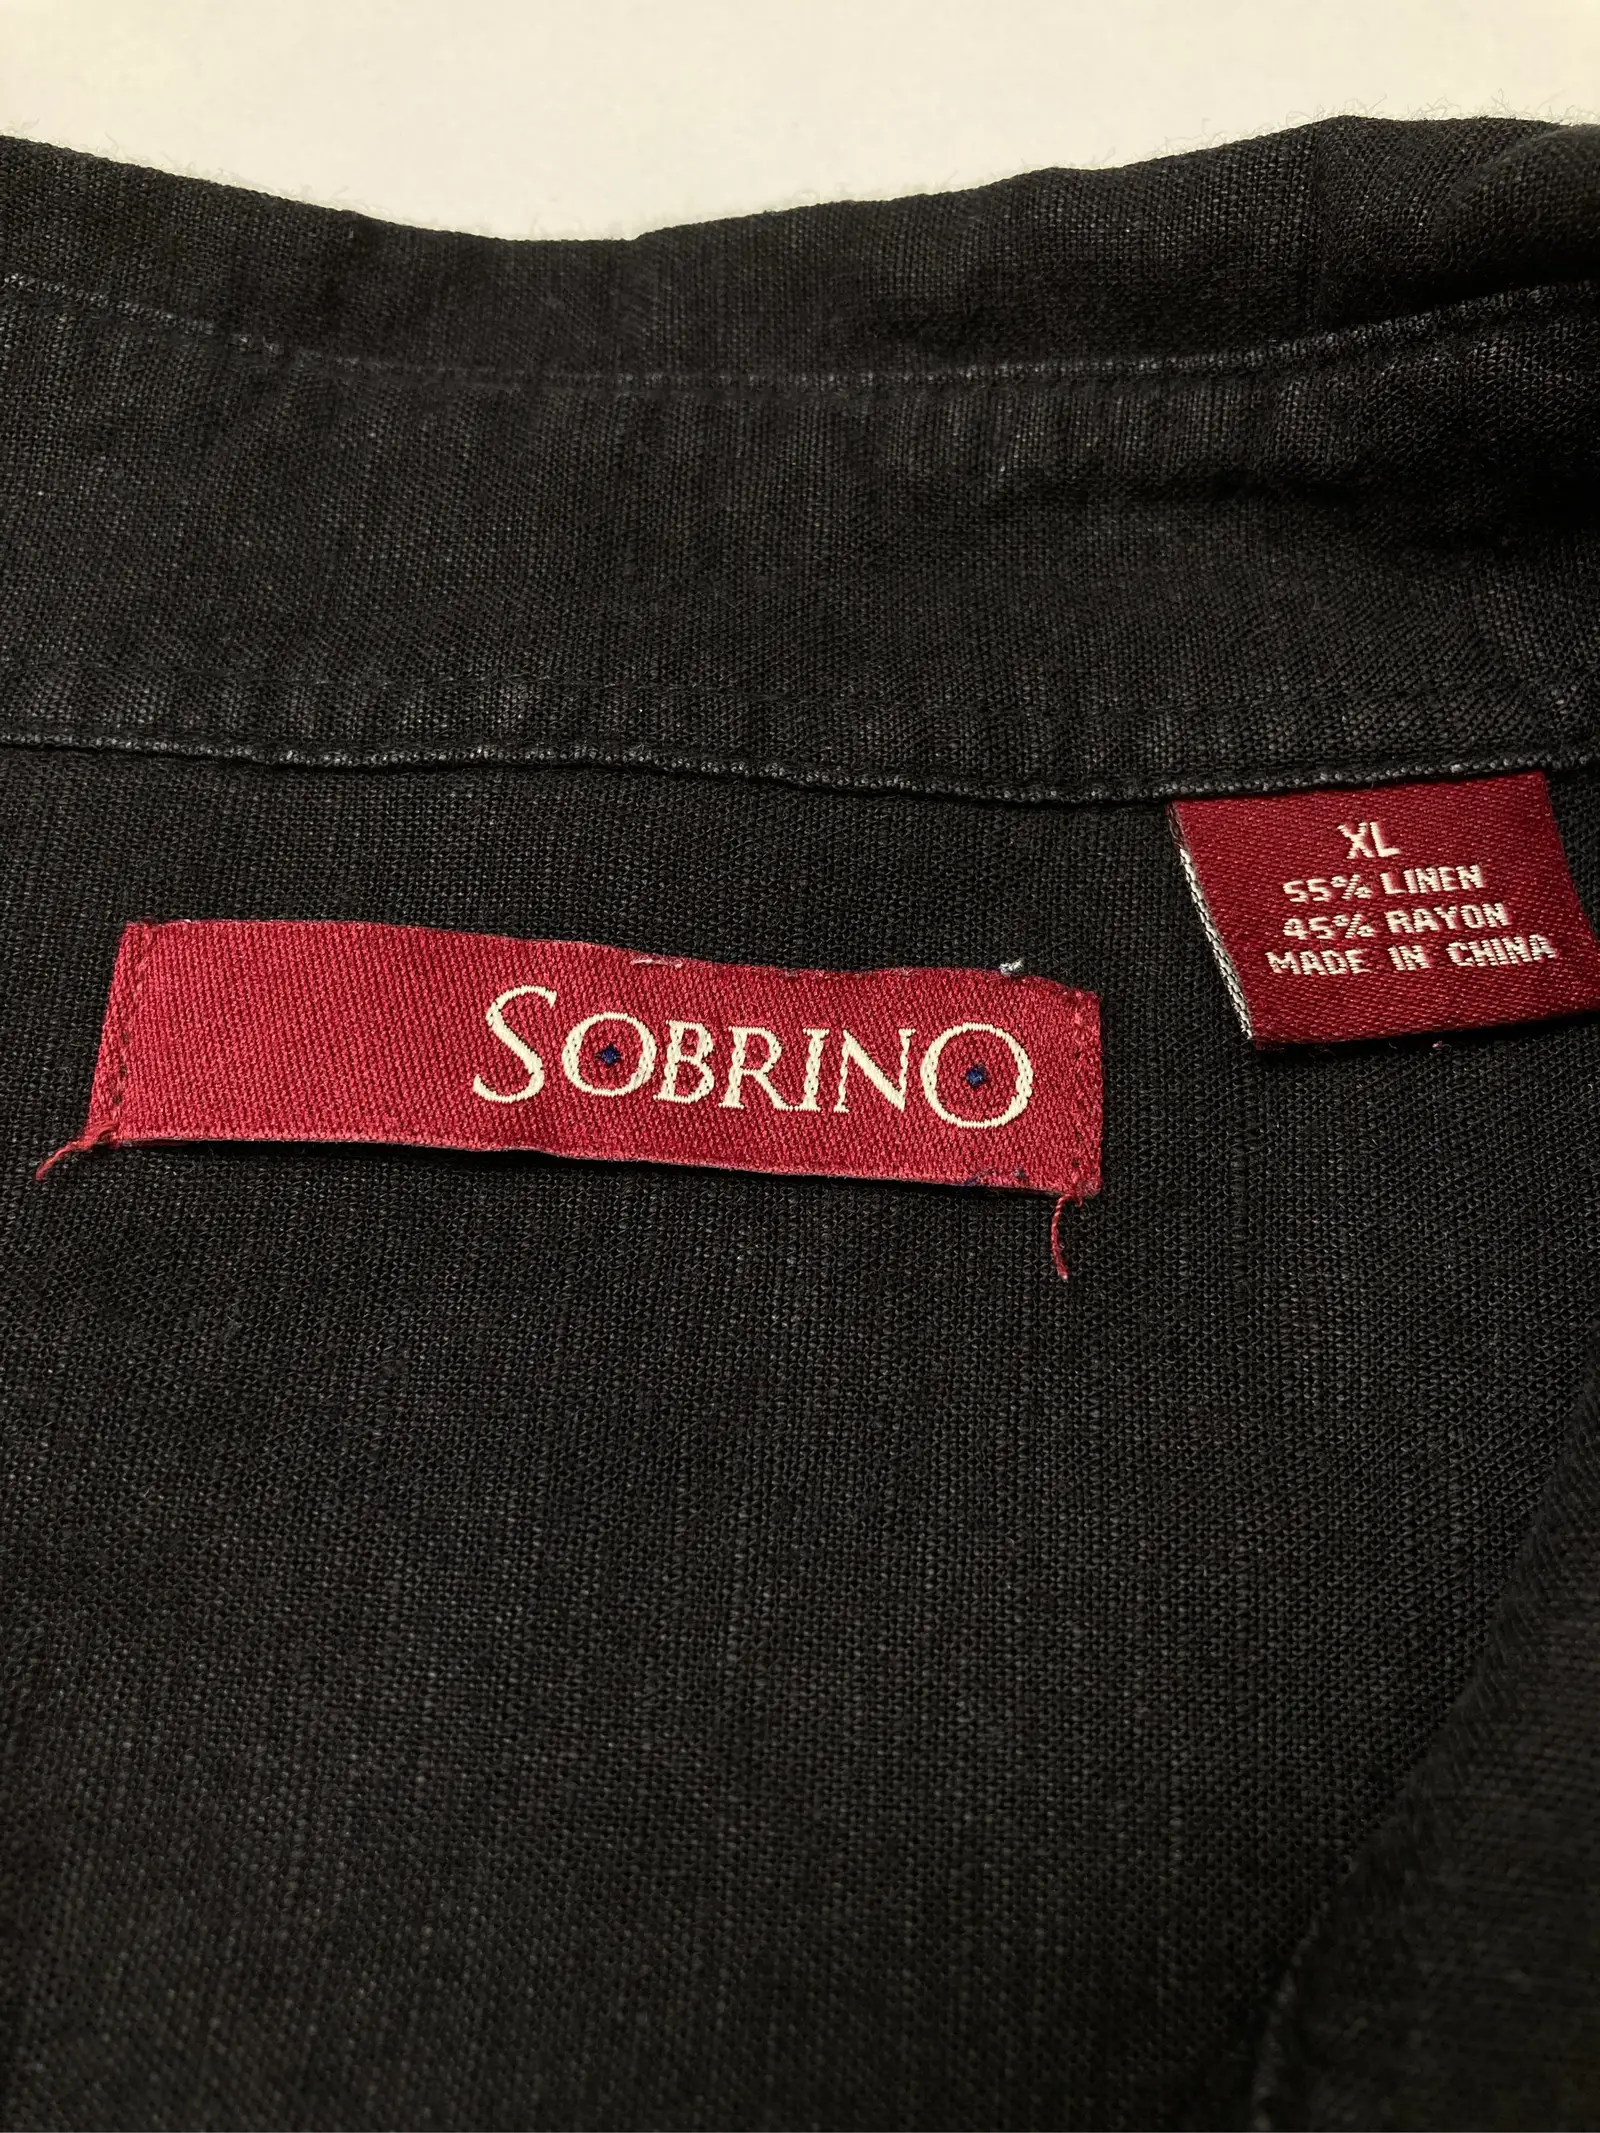 XL
55% LINEN
45% RAYON
MADE IN CHINA
SOBRINO